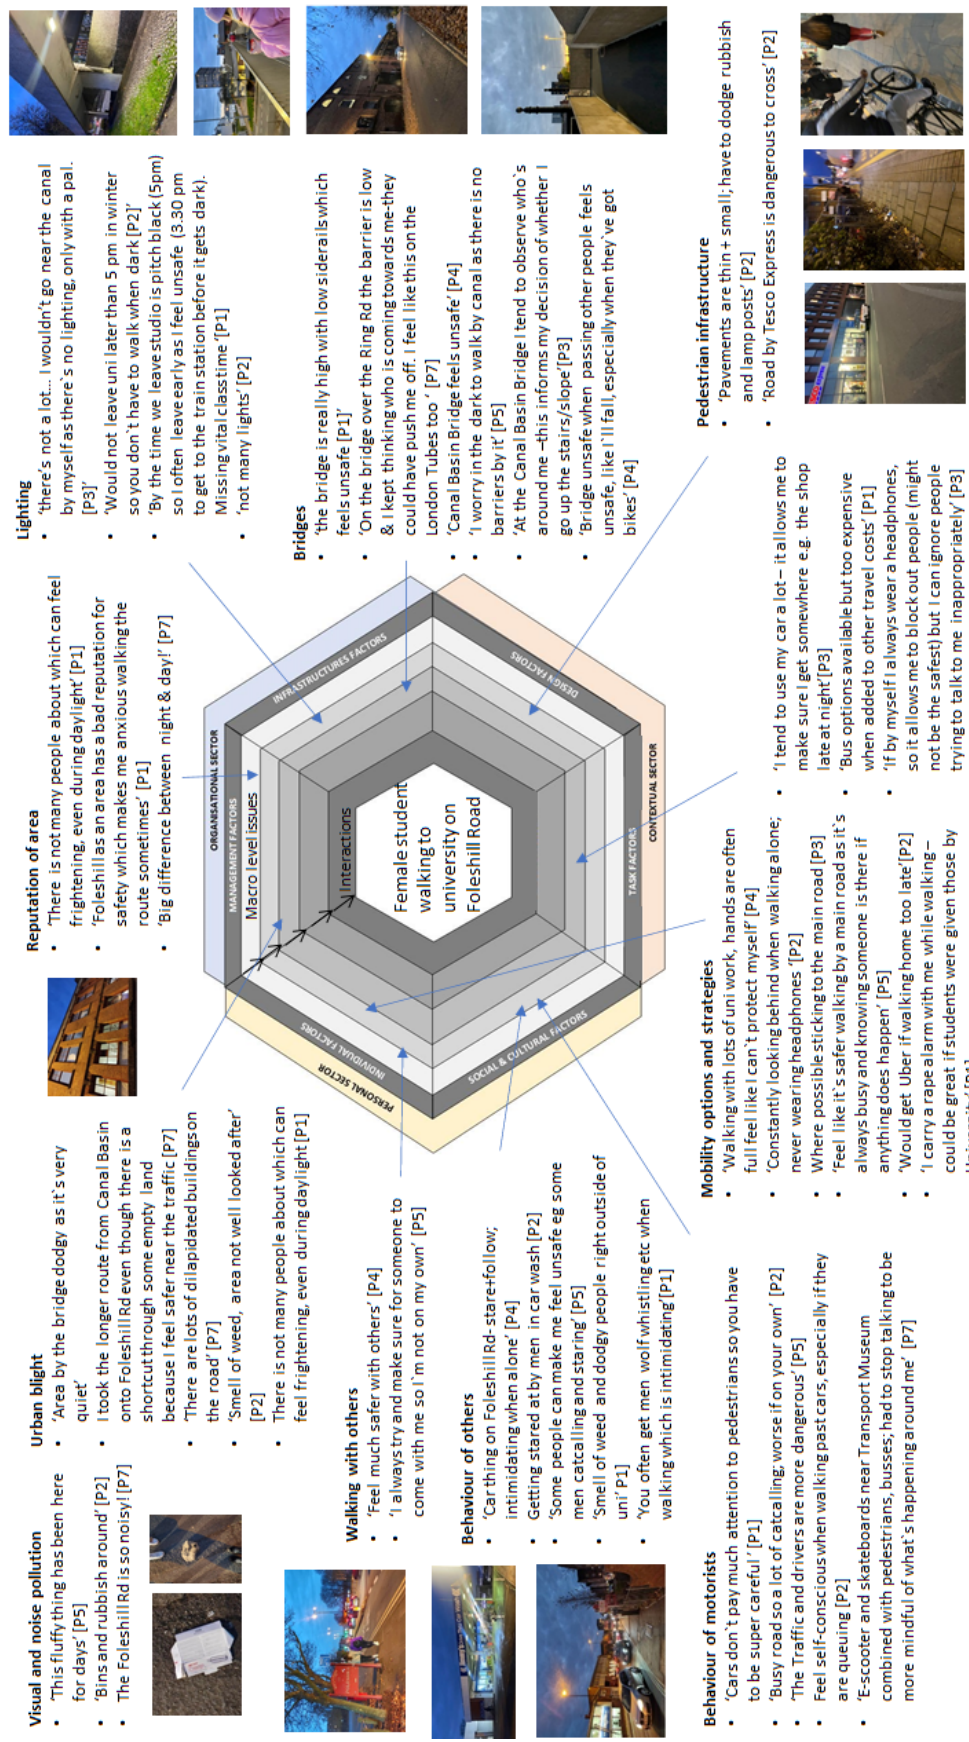 Visual and noise pollution
• 'This fluffy thing has been here
for days' [P5]
• 'Bins and rubbish around' [P2]
• The Foleshill Rd is so noisy! [P7]
Urban blight
• 'Area by the bridge dodgy as it`s very
quiet'
• I took the longer route from Canal Basin
onto Foleshill Rd even though there is a
shortcut through some empty land
because I feel safer near the traffic [P7]
• 'There are lots of dilapidated buildings on
the road' [P7]
• 'Smell of weed, area not well looked after'
[P2]
• There is not many people about which can
feel frightening, even during daylight [P1]
Reputation of area
• 'There is not many people about which can feel
frightening, even during daylight' [P1]
• 'Foleshill as an area has a bad reputation for
safety which makes me anxious walking the
route sometimes' [P1]
• 'Big difference between night & day!' [P7]
Lighting
• 'there's not a lot... I wouldn't go near the canal
by myself as there`s no lighting, only with a pal.
[P3]'
• 'Would not leave uni later than 5 pm in winter
so you don`t have to walk when dark [P2]'
• 'By the time we leave studio is pitch black (5pm)
so I often leave early as I feel unsafe (3.30 pm
to get to the train station before it gets dark).
Missing vital class time '[P1]
• 'not many lights' [P2]
Walking with others
• 'Feel much safer with others' [P4]
• 'I always try and make sure for someone to
come with me so I`m not on my own' [P5]
Behaviour of others
• 'Car thing on Foleshill Rd- stare+follow;
intimidating when alone' [P4]
• Getting stared at by men in car wash [P2]
• 'Some people can make me feel unsafe eg some
men catcalling and staring' [P5]
• 'Smell of weed and dodgy people right outside of
uni' P1]
• 'You often get men wolf whistling etc when
walking which is intimidating'[P1]
ORGANISATIONAL SECTOR
MANAGEMENT FACTORS
Macro level issues
Interactions
Female student
walking to
university on
Foleshill Road
INFRASTRUCTURES FACTORS
DESIGN FACTORS
TASK FACTORS
CONTEXTUAL SECTOR
SOCIAL & CULTURAL FACTORS
INDIVIDUAL FACTORS
PERSONAL SECTOR
Bridges
• 'the bridge is really high with low siderails which
feels unsafe [P1]'
• 'On the bridge over the Ring Rd the barrier is low
& I kept thinking who is coming towards me-they
could have push me off. I feel like this on the
London Tubes too ' [P7]
• 'Canal Basin Bridge feels unsafe' [P4]
• 'I worry in the dark to walk by canal as there is no
barriers by it' [P5]
• 'At the Canal Basin Bridge I tend to observe who`s
around me –this informs my decision of whether I
go up the stairs/slope'[P3]
• 'Bridge unsafe when passing other people feels
unsafe, like I`ll fall, especially when they've got
bikes' [P4]
Behaviour of motorists
• 'Cars don`t pay much attention to pedestrians so you have
to be super careful' [P1]
• 'Busy road so a lot of catcalling; worse if on your own' [P2]
• 'The Traffic and drivers are more dangerous' [P5]
• Feel self-conscious when walking past cars, especially if they
are queuing [P2]
• 'E-scooter and skateboards near Transport Museum
combined with pedestrians, busses; had to stop talking to be
more mindful of what's happening around me' [P7]
Mobility options and strategies
• 'Walking with lots of uni work, hands are often
full feel like I can`t protect myself' [P4]
• 'Constantly looking behind when walking alone;
never wearing headphones '[P2]
• Where possible sticking to the main road [P3]
• 'Feel like it`s safer walking by a main road as it`s
always busy and knowing someone is there if
anything does happen' [P5]
• 'Would get Uber if walking home too late'[P2]
• 'I carry a rape alarm with me while walking–
could be great if students were given those by
• 'I tend to use my car a lot – it allows me to
make sure I get somewhere e.g. the shop
late at night'[P3]
• 'Bus options available but too expensive
when added to other travel costs' [P1]
• 'If by myself I always wear a headphones,
so it allows me to block out people (might
not be the safest) but I can ignore people
trying to talk to me inappropriately' [P3]
Pedestrian infrastructure
• 'Pavements are thin + small; have to dodge rubbish
and lamp posts' [P2]
• 'Road by Tesco Express is dangerous to cross' [P2]